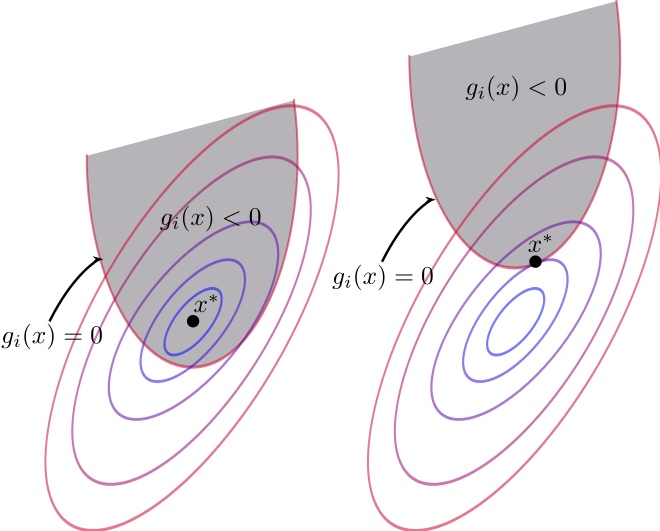 g_i(x) < 0
x*
g_i(x) = 0
g_i(x) < 0
x*
g_i(x) = 0